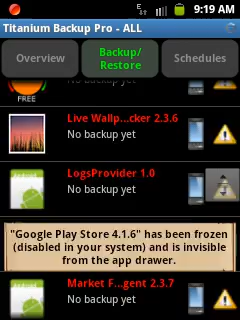 9:19 AM
Titanium Backup Pro - ALL
Overview
Backup/
Restore
Schedules
FREE
No backup yet
Live Wallp...cker 2.3.6
No backup yet
LogsProvider 1.0
No backup yet
"Google Play Store 4.1.6" has been frozen
(disabled in your system) and is invisible
from the app drawer.
Market F...gent 2.3.7
No backup yet